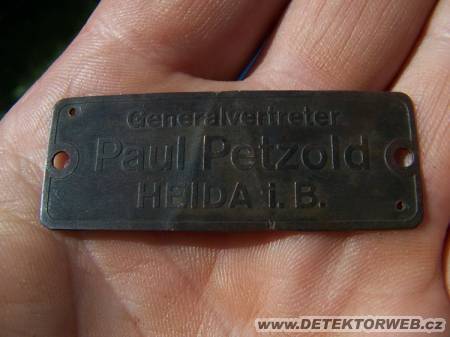 Generalvertreter
Paul Petzold
HEIDA i. B.
www.DETEKTORWEB.cz